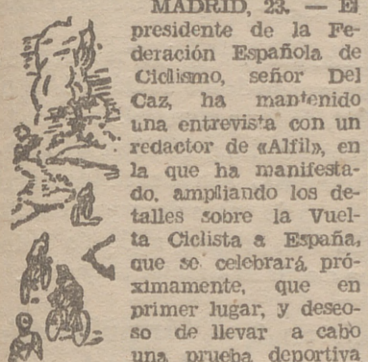 MADRID, 23. — El
presidente de la Fe-
deración Española de
Ciclismo, señor Del
Caz, ha mantenido
una entrevista con un
redactor de «Alfil», en
la que ha manifesta-
do, ampliando los de-
talles sobre la Vuel-
ta Ciclista a España,
que se celebrará pró-
ximamente, que en
primer lugar, y deseo-
so de llevar a cabo
una prueba deportiva